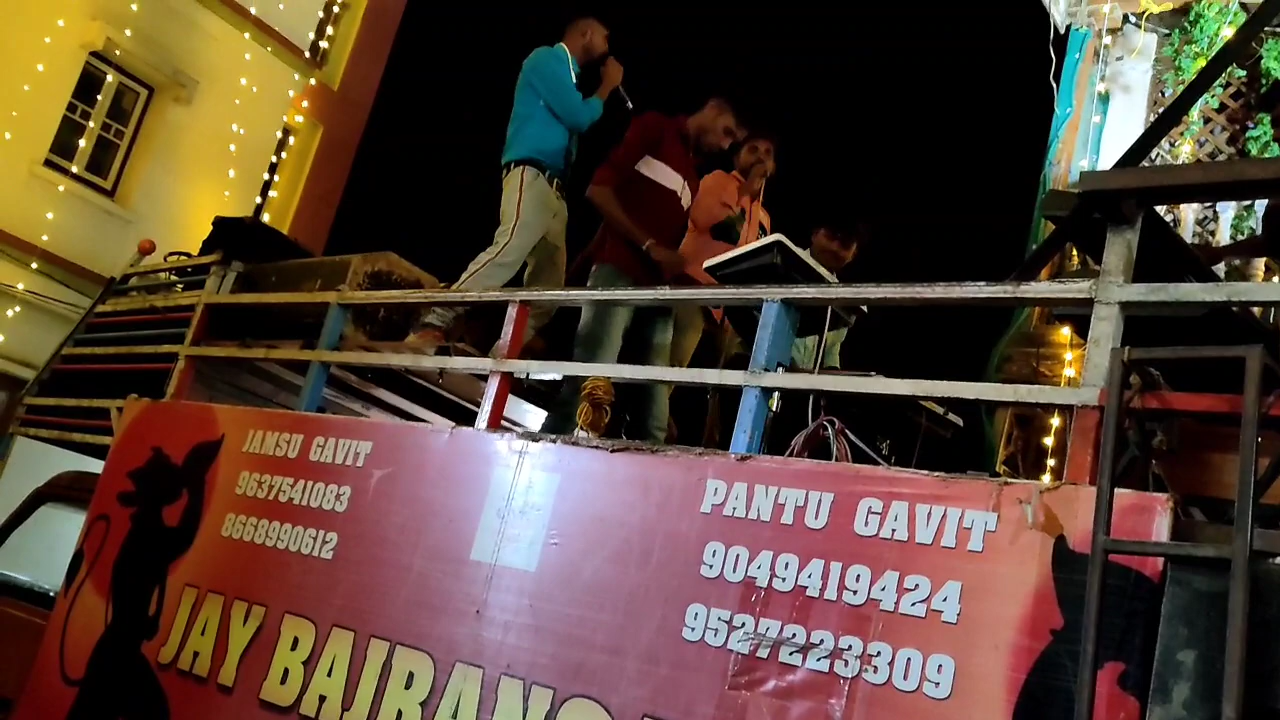 JAMSU GAVIT
9637541083
8668990612
PANTU GAVIT
9049419424
9527223309
JAY BAJRANG